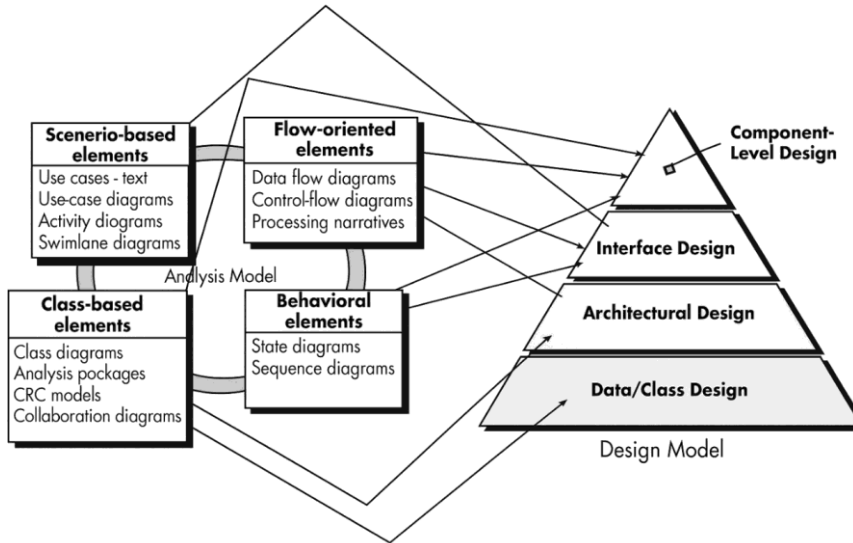 Scenerio-based
elements
Use cases - text
Use-case diagrams
Activity diograms
Swimlane diagrams
Flow-oriented
elements
Data flow diagrams
Control-flow diagrams
Processing narratives
Analysis Model
Class-based
elements
Class diagrams
Analysis pockages
CRC models
Collaboration diagrams
Behavioral
elements
State diagrams
Sequence diagrams
Component-
Level Design
Interface Design
Architectural Design
Data/Class Design
Design Model